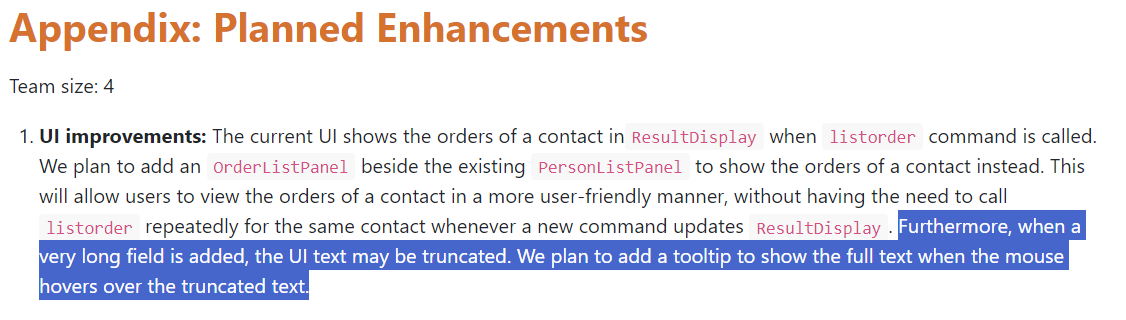 Appendix: Planned Enhancements
Team size: 4
1. UI improvements: The current UI shows the orders of a contact in ResultDisplay when listorder command is called.
We plan to add an OrderListPanel beside the existing PersonListPanel to show the orders of a contact instead. This
will allow users to view the orders of a contact in a more user-friendly manner, without having the need to call
listorder repeatedly for the same contact whenever a new command updates ResultDisplay. Furthermore, when a
very long field is added, the UI text may be truncated. We plan to add a tooltip to show the full text when the mouse
hovers over the truncated text.